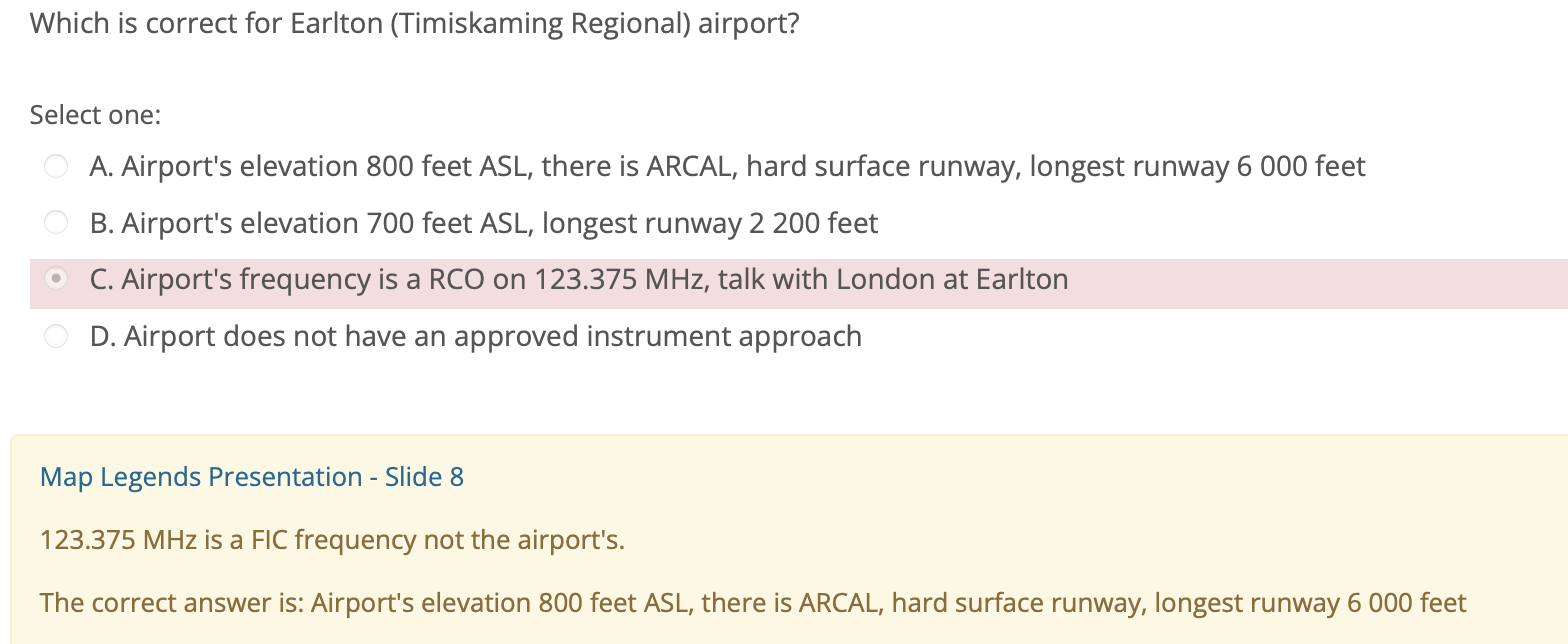 Which is correct for Earlton (Timiskaming Regional) airport?
Select one:
A. Airport's elevation 800 feet ASL, there is ARCAL, hard surface runway, longest runway 6 000 feet
B. Airport's elevation 700 feet ASL, longest runway 2 200 feet
C. Airport's frequency is a RCO on 123.375 MHz, talk with London at Earlton
D. Airport does not have an approved instrument approach
Map Legends Presentation - Slide 8
123.375 MHz is a FIC frequency not the airport's.
The correct answer is: Airport's elevation 800 feet ASL, there is ARCAL, hard surface runway, longest runway 6 000 feet